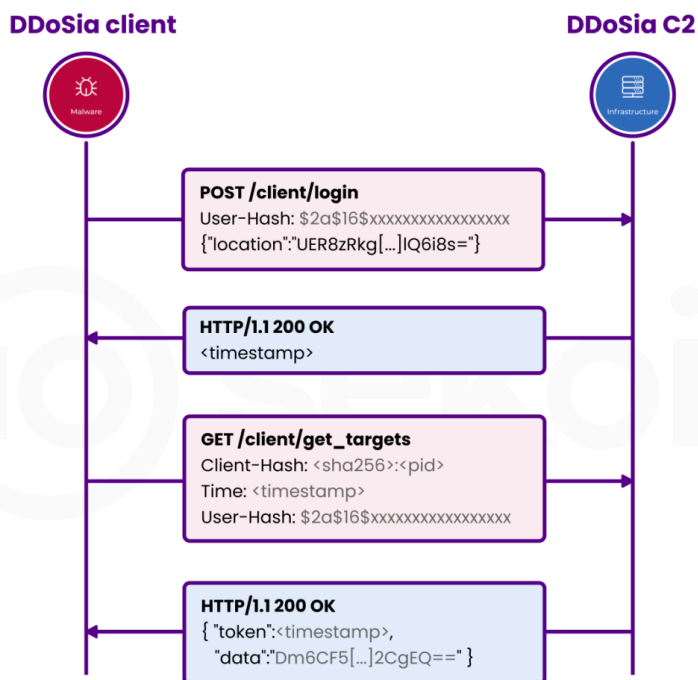 DDoSia client
DDoSia C2
Malware
Infrastructure
POST /client/login
User-Hash: $2a$16$xxxxxxxxxxxxxxxxx
{"location":"UER8zRkg[...]IQ6i8s="}
HTTP/1.1 200 OK
<timestamp>
GET /client/get_targets
Client-Hash: <sha256>:<pid>
Time: <timestamp>
User-Hash: $2a$16$xxxxxxxxxxxxxxxxx
HTTP/1.1 200 OK
{ "token":<timestamp>,
"data":"Dm6CF5[...]2CgEQ==" }